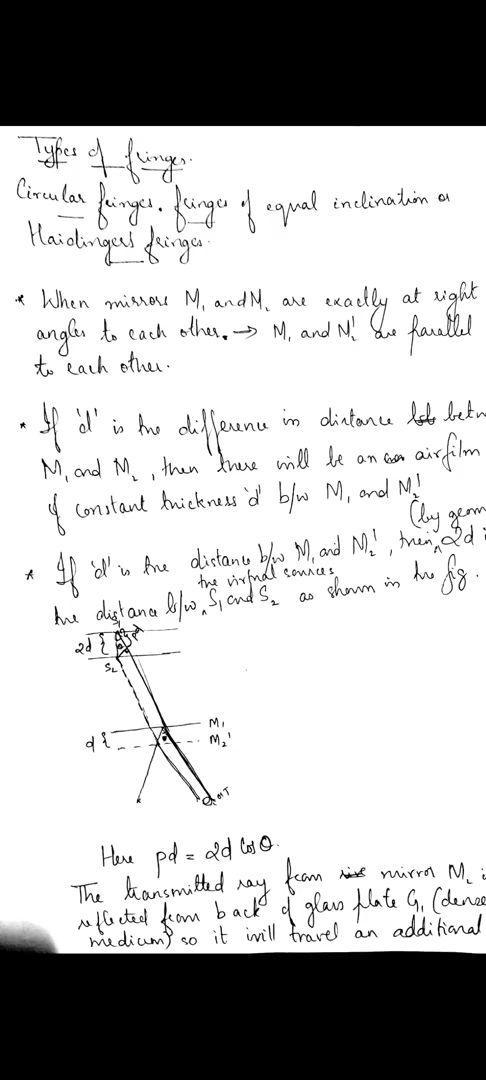 Types of fringes.
Circular fringes. fringes of equal inclination or
Haidingers fringes.
* When mirrors M₁ and M₂ are exactly at right
angles to each other. → M₁ and M₂' are parallel
to each other.
* If 'd' is the difference in distance betw
M₁ and M₂, then there will be an airfilm
of constant thickness 'd' b/w M₁ and M₂'
(by geom
* If 'd' is the distance b/w M₁ and M₂', then ^ 2d i
the virtual sources
the distance b/w ^ S₁ and S₂ as shown in the fig.
S₁
2d { θ pd
S₂
M₁
d { θ M₂'
Here pd = 2d cos θ.
The transmitted ray from mirror M₂ i
reflected from back of glass plate G₁ (dense
medium) so it will travel an additional